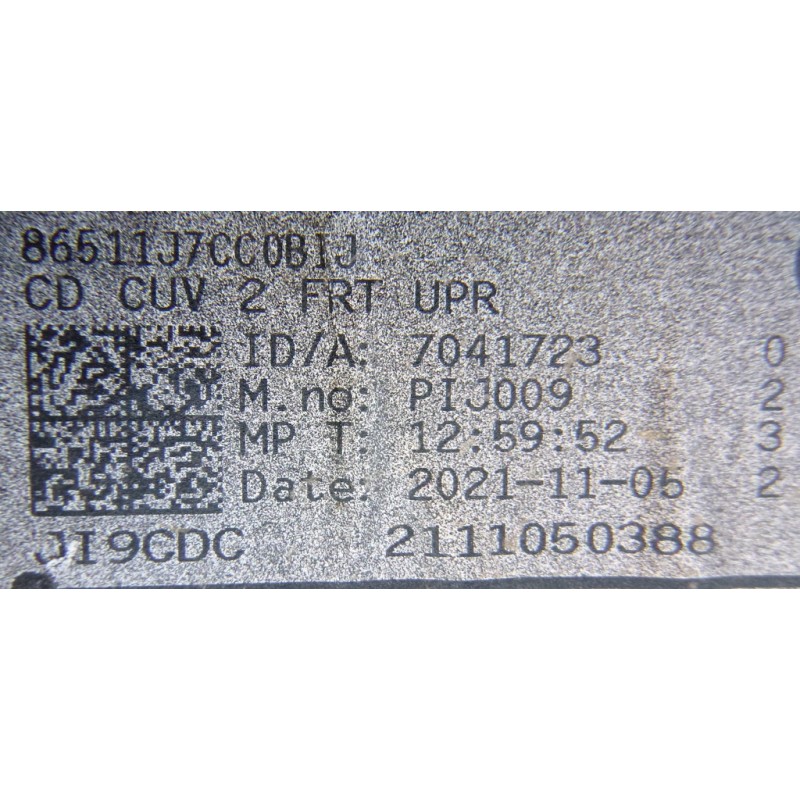 86511J7CC0BIJ
CD CUV 2 FRT UPR
ID/A: 7041723 0
M.no: PIJ009 2
MP T: 12:59:52 3
Date: 2021-11-05 2
JI9CDC 2111050388